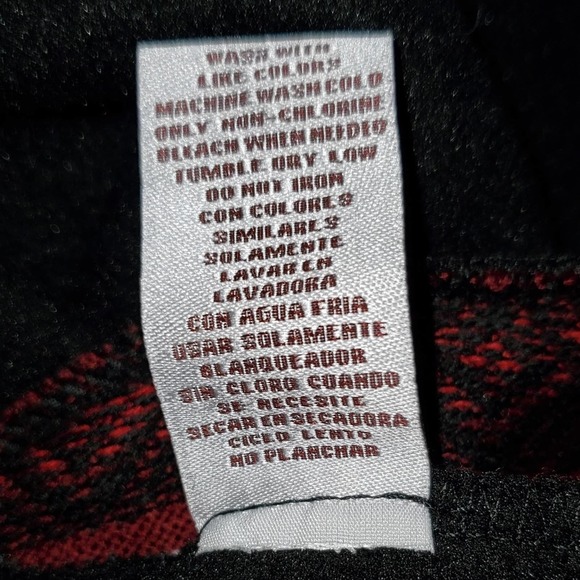 WASH WITH
LIKE COLORS
MACHINE WASH COLD
ONLY NON-CHLORINE
BLEACH WHEN NEEDED
TUMBLE DRY LOW
DO NOT IRON
CON COLORES
SIMILARES
SOLAMENTE
LAVAR EN
LAVADORA
CON AGUA FRIA
USAR SOLAMENTE
BLANQUEADOR
SIN CLORO CUANDO
SE NECESITE
SECAR EN SECADORA
CICLO LENTO
NO PLANCHAR